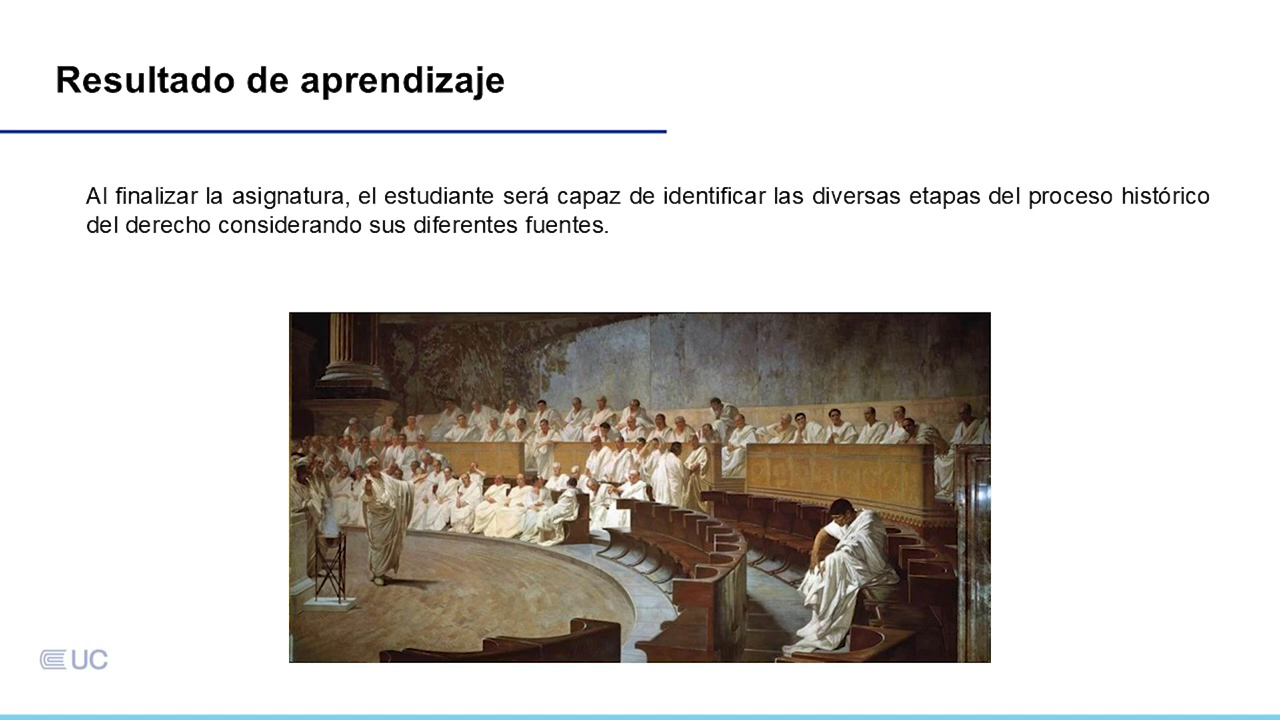 Resultado de aprendizaje
Al finalizar la asignatura, el estudiante será capaz de identificar las diversas etapas del proceso histórico
del derecho considerando sus diferentes fuentes.
UC